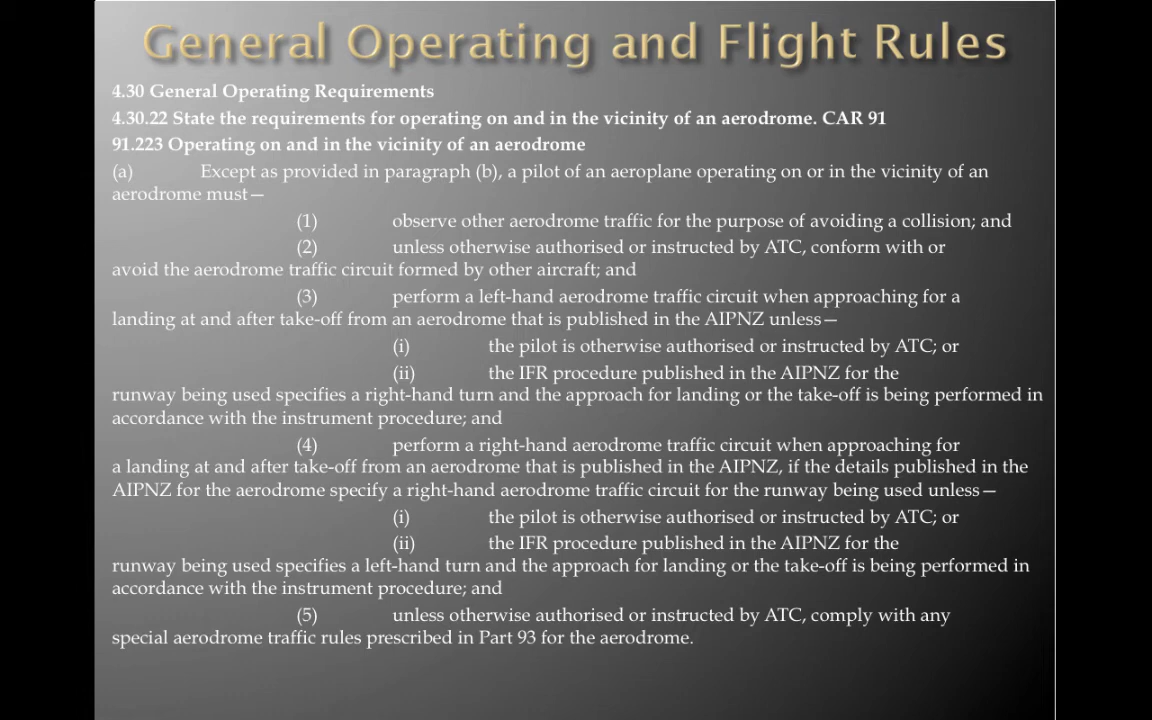 General Operating and Flight Rules
4.30 General Operating Requirements
4.30.22 State the requirements for operating on and in the vicinity of an aerodrome. CAR 91
91.223 Operating on and in the vicinity of an aerodrome
(a) Except as provided in paragraph (b), a pilot of an aeroplane operating on or in the vicinity of an
aerodrome must—
(1) observe other aerodrome traffic for the purpose of avoiding a collision; and
(2) unless otherwise authorised or instructed by ATC, conform with or
avoid the aerodrome traffic circuit formed by other aircraft; and
(3) perform a left-hand aerodrome traffic circuit when approaching for a
landing at and after take-off from an aerodrome that is published in the AIPNZ unless—
(i) the pilot is otherwise authorised or instructed by ATC; or
(ii) the IFR procedure published in the AIPNZ for the
runway being used specifies a right-hand turn and the approach for landing or the take-off is being performed in
accordance with the instrument procedure; and
(4) perform a right-hand aerodrome traffic circuit when approaching for
a landing at and after take-off from an aerodrome that is published in the AIPNZ, if the details published in the
AIPNZ for the aerodrome specify a right-hand aerodrome traffic circuit for the runway being used unless—
(i) the pilot is otherwise authorised or instructed by ATC; or
(ii) the IFR procedure published in the AIPNZ for the
runway being used specifies a left-hand turn and the approach for landing or the take-off is being performed in
accordance with the instrument procedure; and
(5) unless otherwise authorised or instructed by ATC, comply with any
special aerodrome traffic rules prescribed in Part 93 for the aerodrome.